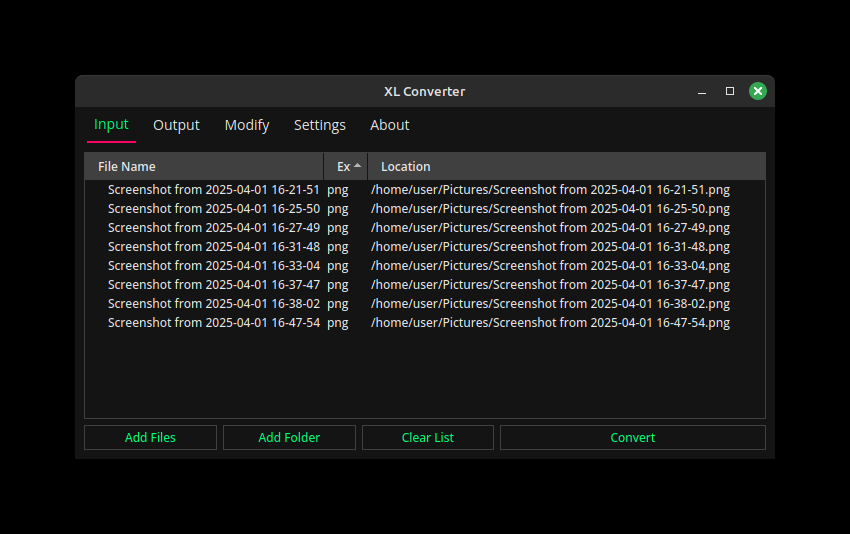 XL Converter
Input Output Modify Settings About
File Name Ex Location
Screenshot from 2025-04-01 16-21-51 png /home/user/Pictures/Screenshot from 2025-04-01 16-21-51.png
Screenshot from 2025-04-01 16-25-50 png /home/user/Pictures/Screenshot from 2025-04-01 16-25-50.png
Screenshot from 2025-04-01 16-27-49 png /home/user/Pictures/Screenshot from 2025-04-01 16-27-49.png
Screenshot from 2025-04-01 16-31-48 png /home/user/Pictures/Screenshot from 2025-04-01 16-31-48.png
Screenshot from 2025-04-01 16-33-04 png /home/user/Pictures/Screenshot from 2025-04-01 16-33-04.png
Screenshot from 2025-04-01 16-37-47 png /home/user/Pictures/Screenshot from 2025-04-01 16-37-47.png
Screenshot from 2025-04-01 16-38-02 png /home/user/Pictures/Screenshot from 2025-04-01 16-38-02.png
Screenshot from 2025-04-01 16-47-54 png /home/user/Pictures/Screenshot from 2025-04-01 16-47-54.png
Add Files Add Folder Clear List Convert